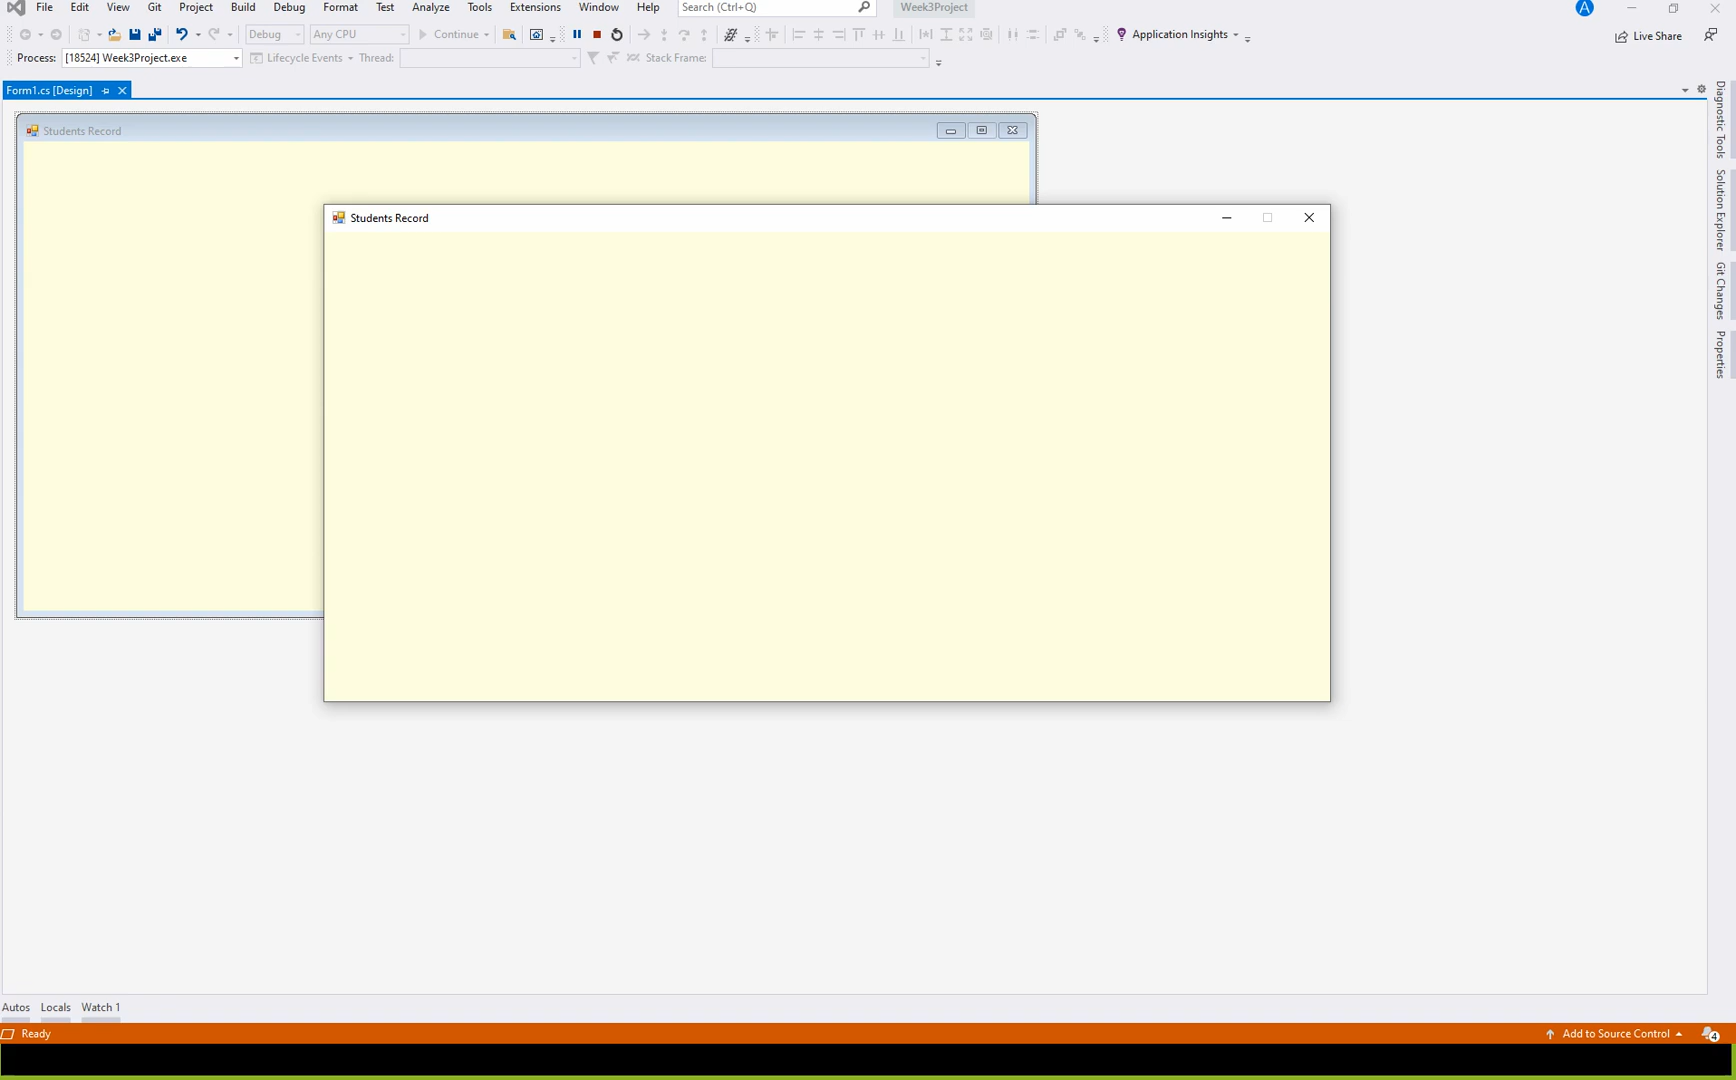 File Edit View Git Project Build Debug Format Test Analyze Tools Extensions Window Help Search (Ctrl+Q) Week3Project A
Debug Any CPU Continue Application Insights Live Share
Process: [18524] Week3Project.exe Lifecycle Events Thread: Stack Frame:
Form1.cs [Design]
Students Record
Students Record
Diagnostic Tools
Solution Explorer
Git Changes
Properties
Autos Locals Watch 1
Ready Add to Source Control 4